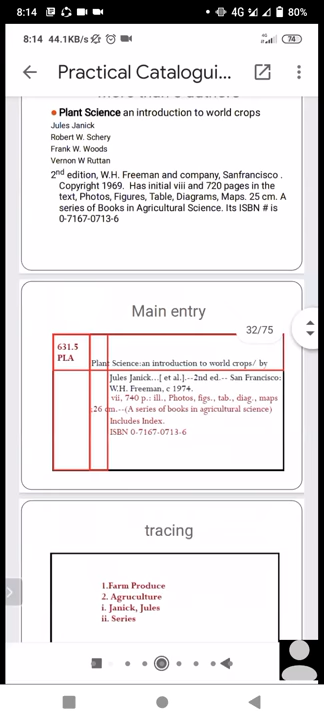 8:14 4G 80%
8:14 44.1KB/s 74
Practical Catalogui...
Plant Science an introduction to world crops
Jules Janick
Robert W. Schery
Frank W. Woods
Vernon W Ruttan
2nd edition, W.H. Freeman and company, Sanfrancisco .
Copyright 1969. Has initial viii and 720 pages in the
text, Photos, Figures, Table, Diagrams, Maps. 25 cm. A
series of Books in Agricultural Science. Its ISBN # is
0-7167-0713-6
Main entry
32/75
631.5
PLA
Plant Science:an introduction to world crops/ by
Jules Janick...[ et al.].--2nd ed.-- San Francisco:
W.H. Freeman, c 1974.
vii, 740 p.: ill., Photos, figs., tab., diag., maps
;26 cm.--(A series of books in agricultural science)
Includes Index.
ISBN 0-7167-0713-6
tracing
1.Farm Produce
2. Agruculture
i. Janick, Jules
ii. Series